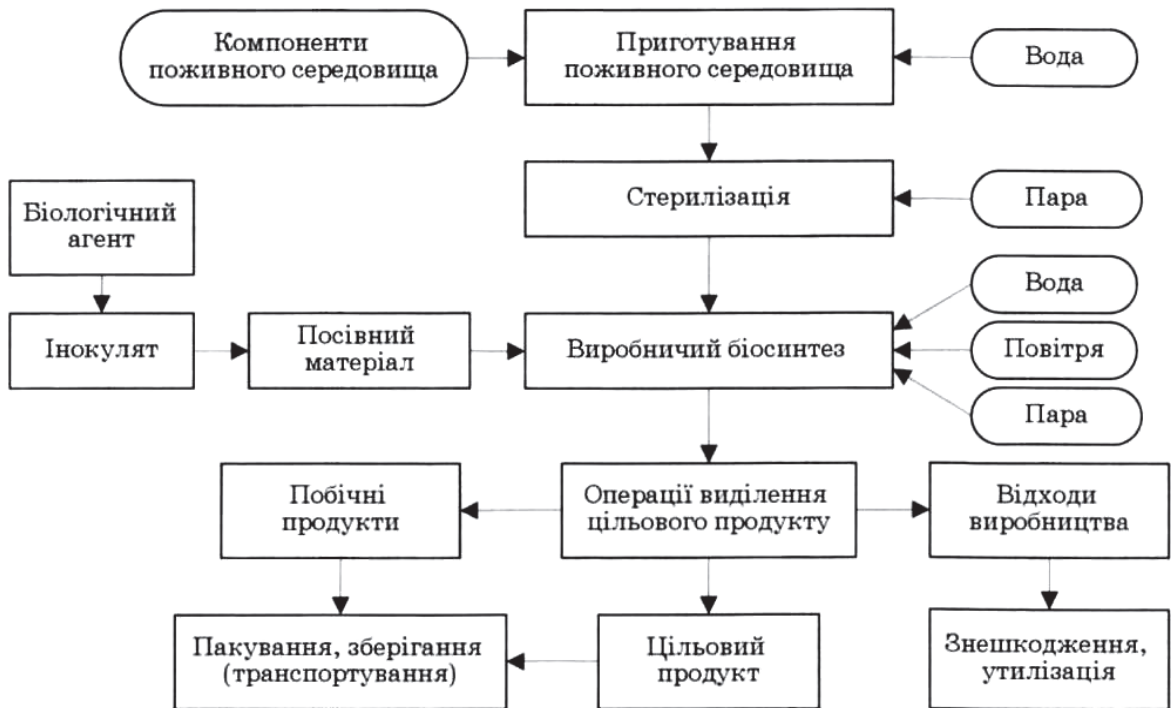 Компоненти
поживного середовища
Приготування
поживного середовища
Вода
Стерилізація
Пара
Біологічний
агент
Інокулят
Посівний
матеріал
Виробничий біосинтез
Вода
Повітря
Пара
Побічні
продукти
Операції виділення
цільового продукту
Відходи
виробництва
Пакування, зберігання
(транспортування)
Цільовий
продукт
Знешкодження,
утилізація